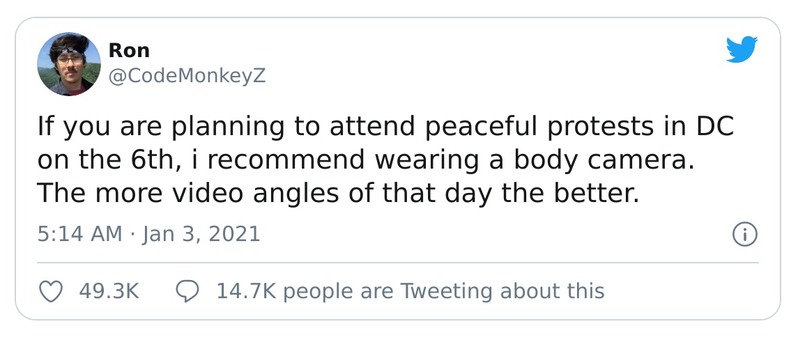 Ron
@CodeMonkeyZ
If you are planning to attend peaceful protests in DC
on the 6th, i recommend wearing a body camera.
The more video angles of that day the better.
5:14 AM · Jan 3, 2021
49.3K 14.7K people are Tweeting about this